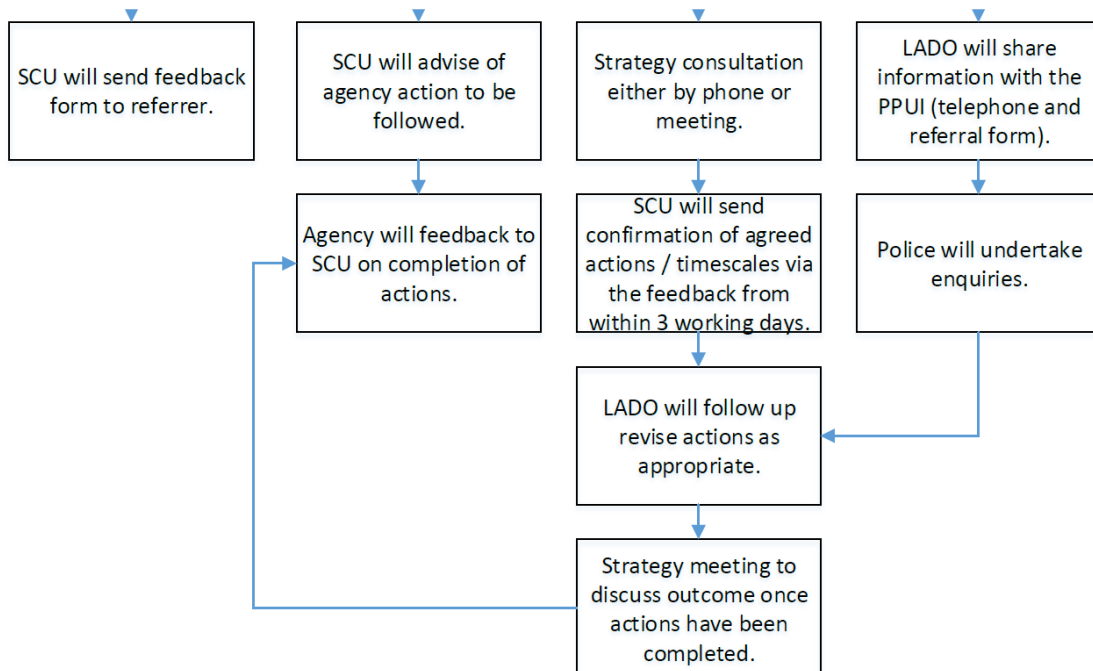 SCU will send feedback
form to referrer.
SCU will advise of
agency action to be
followed.
Strategy consultation
either by phone or
meeting.
LADO will share
information with the
PPUI (telephone and
referral form).
Agency will feedback to
SCU on completion of
actions.
SCU will send
confirmation of agreed
actions / timescales via
the feedback from
within 3 working days.
Police will undertake
enquiries.
LADO will follow up
revise actions as
appropriate.
Strategy meeting to
discuss outcome once
actions have been
completed.